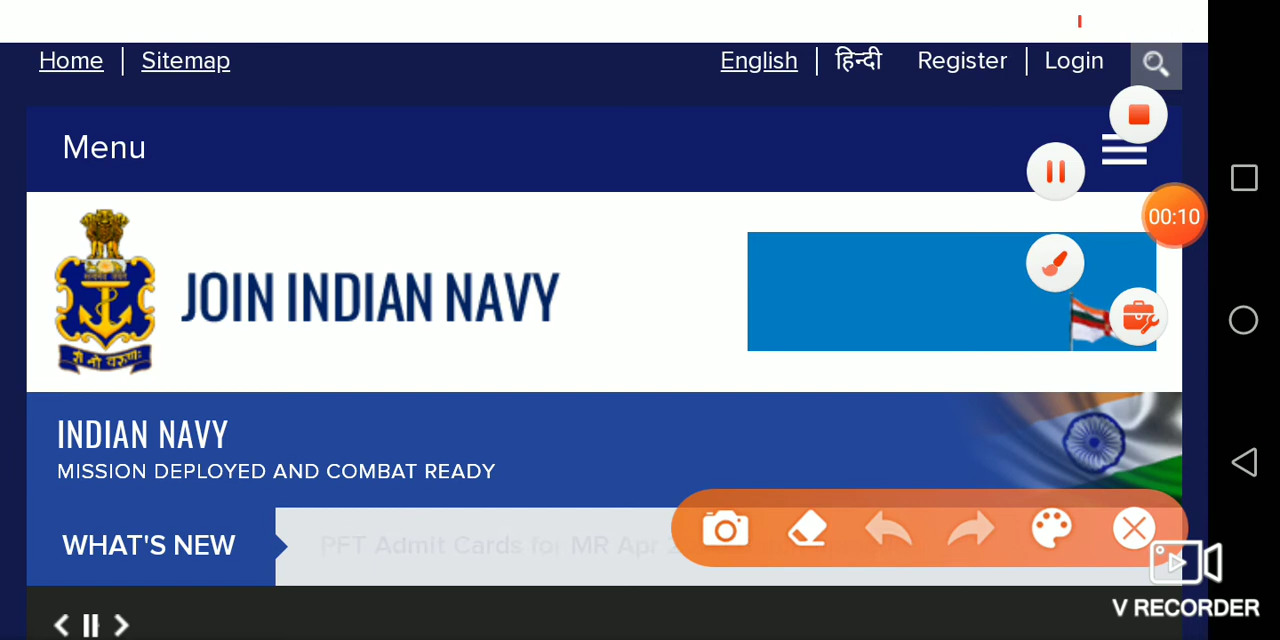 Home Sitemap English हिन्दी Register Login
Menu
00:10
JOIN INDIAN NAVY
INDIAN NAVY
MISSION DEPLOYED AND COMBAT READY
WHAT'S NEW PFT Admit Cards for MR Apr
V RECORDER